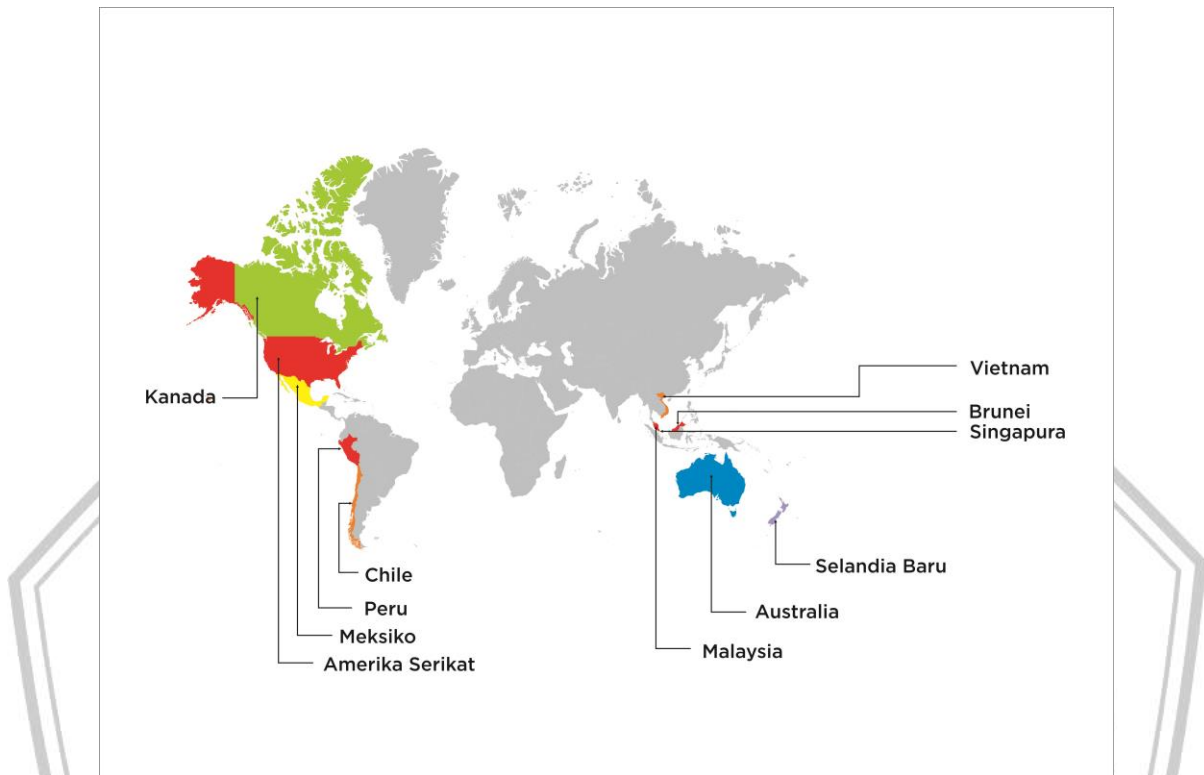 Kanada
Vietnam
Brunei
Singapura
Chile
Selandia Baru
Peru
Australia
Meksiko
Malaysia
Amerika Serikat